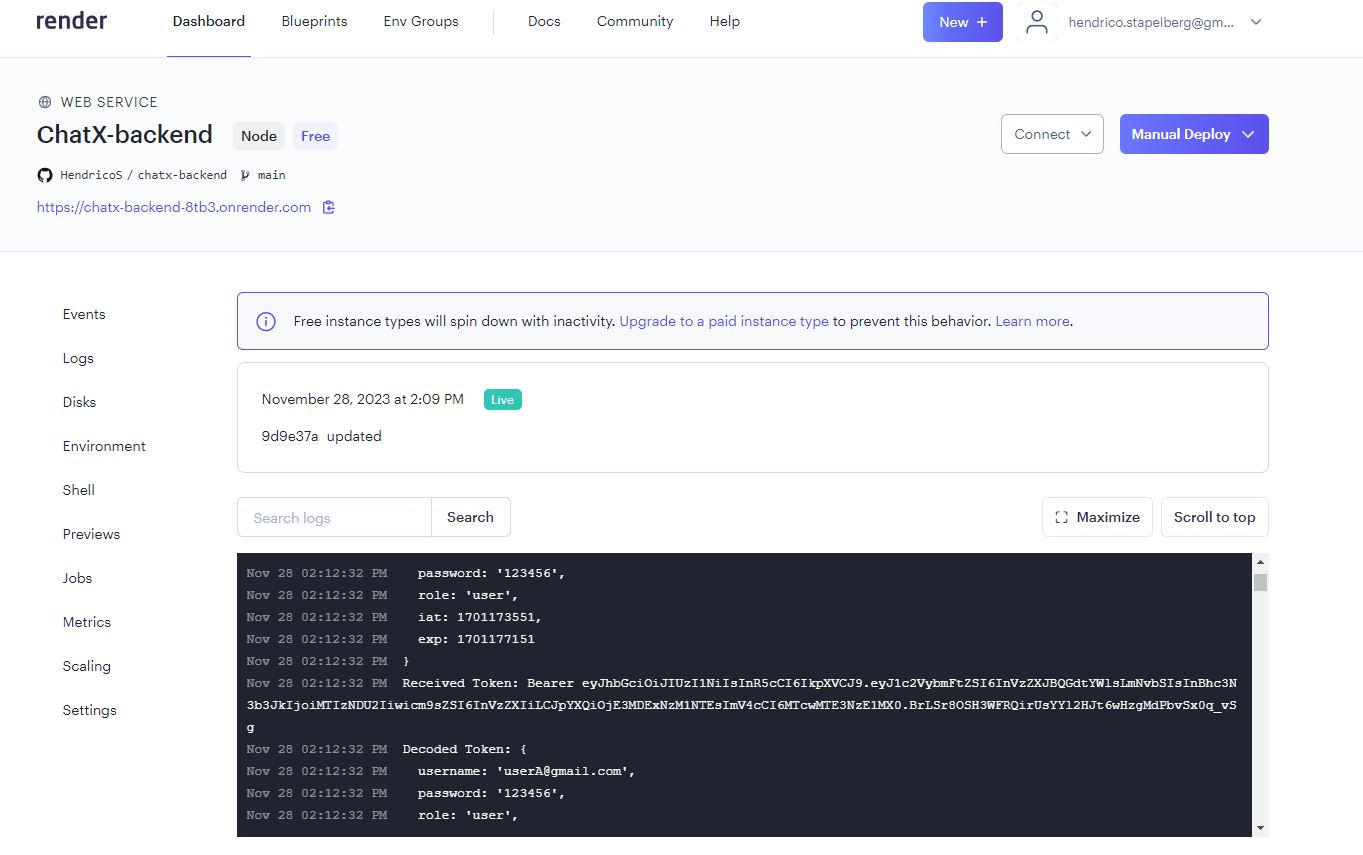 render Dashboard Blueprints Env Groups Docs Community Help New + hendrico.stapelberg@gm...
WEB SERVICE
ChatX-backend Node Free Connect Manual Deploy
HendricoS / chatx-backend main
https://chatx-backend-8tb3.onrender.com
Events
Logs
Disks
Environment
Shell
Previews
Jobs
Metrics
Scaling
Settings
Free instance types will spin down with inactivity. Upgrade to a paid instance type to prevent this behavior. Learn more.
November 28, 2023 at 2:09 PM Live
9d9e37a updated
Search logs Search Maximize Scroll to top
Nov 28 02:12:32 PM password: '123456',
Nov 28 02:12:32 PM role: 'user',
Nov 28 02:12:32 PM iat: 1701173551,
Nov 28 02:12:32 PM exp: 1701177151
Nov 28 02:12:32 PM }
Nov 28 02:12:32 PM Received Token: Bearer eyJhbGciOiJIUzI1NiIsInR5cCI6IkpXVCJ9.eyJ1c2VybmFtZSI6InVzZXJBQGdtYWlsLmNvbSIsInBhc3N
3b3JkIjoiMTIzNDU2Iiwicm9sZSI6InVzZXIiLCJpYXQiOjE3MDExNzM1NTEsImV4cCI6MTcwMTE3NzE1MX0.BrLSr8OSH3WFRQirUsYYl2HJt6wHzgMdPbvSx0q_vS
g
Nov 28 02:12:32 PM Decoded Token: {
Nov 28 02:12:32 PM username: 'userA@gmail.com',
Nov 28 02:12:32 PM password: '123456',
Nov 28 02:12:32 PM role: 'user',